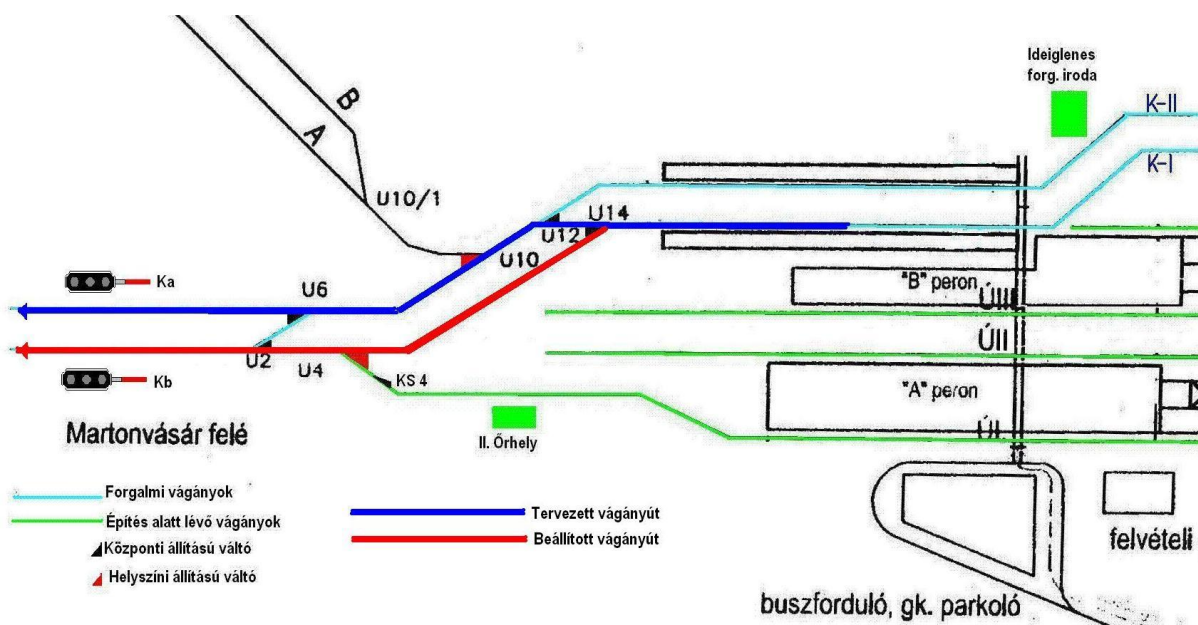 Ideiglenes
forg. iroda
K-II
K-I
B
A
U10/1
U14
U12
U10
Ka
U6
"B" peron
ÚIII
U2
U4
ÚII
Kb
KS 4
"A" peron
Martonvásár felé
II. Őrhely
ÚI
Forgalmi vágányok
Építés alatt lévő vágányok
Központi állítású váltó
Helyszíni állítású váltó
Tervezett vágányút
Beállított vágányút
felvételi
buszforduló, gk. parkoló